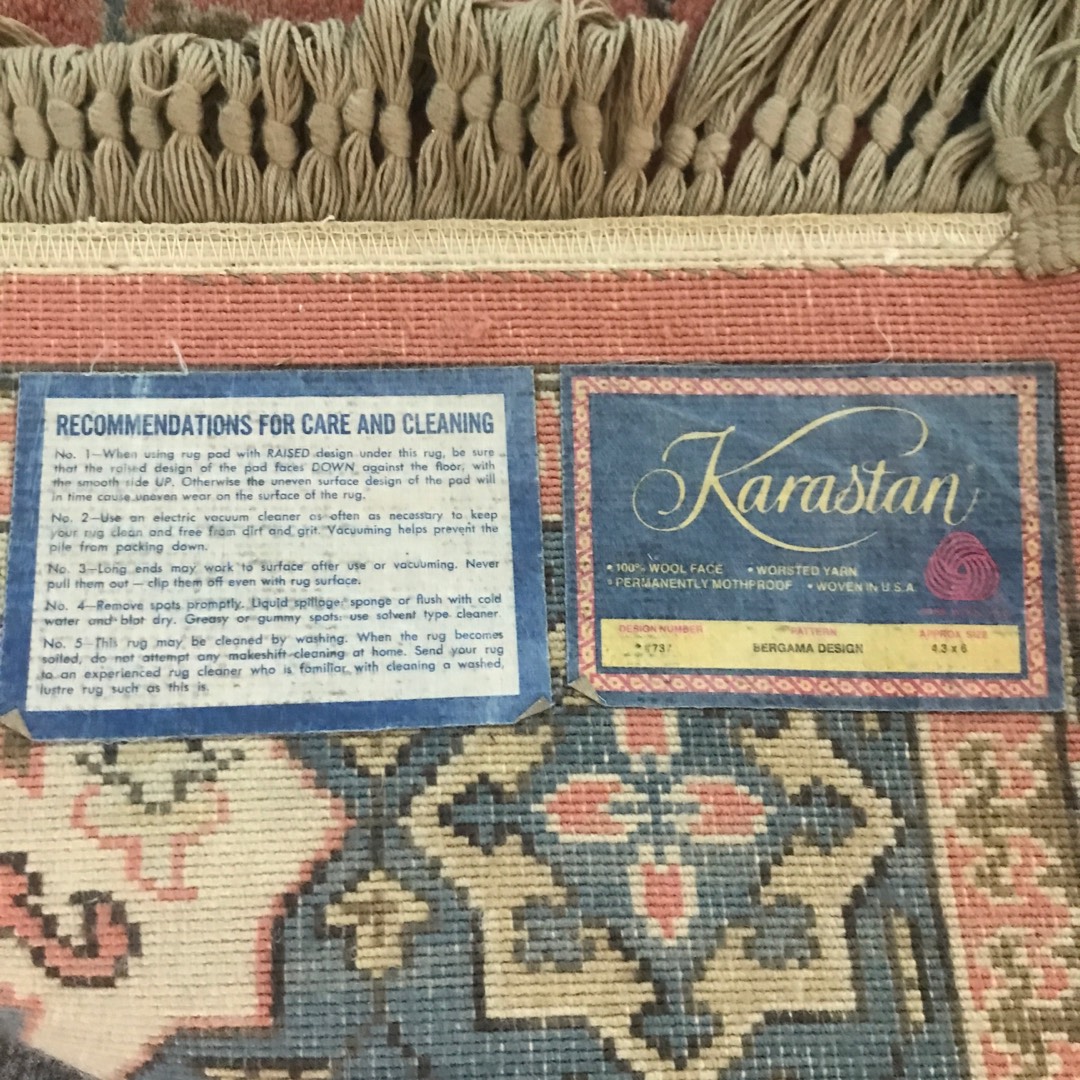 RECOMMENDATIONS FOR CARE AND CLEANING
No. 1—When using rug pad with RAISED design under this rug, be sure
that the raised design of the pad faces DOWN against the floor, with
the smooth side UP. Otherwise the uneven surface design of the pad will
in time cause uneven wear on the surface of the rug.
No. 2—Use an electric vacuum cleaner as often as necessary to keep
your rug clean and free from dirt and grit. Vacuuming helps prevent the
pile from packing down.
No. 3—Long ends may work to surface after use or vacuuming. Never
pull them out — clip them off even with rug surface.
No. 4—Remove spots promptly. Liquid spillage: sponge or flush with cold
water and blot dry. Greasy or gummy spots: use solvent type cleaner.
No. 5—This rug may be cleaned by washing. When the rug becomes
soiled, do not attempt any makeshift cleaning at home. Send your rug
to an experienced rug cleaner who is familiar with cleaning a washed,
lustre rug such as this is.
Karastan
• 100% WOOL FACE • WORSTED YARN
• PERMANENTLY MOTHPROOF • WOVEN IN U.S.A.
DESIGN NUMBER PATTERN APPROX. SIZE
BERGAMA DESIGN 4.3 x 6